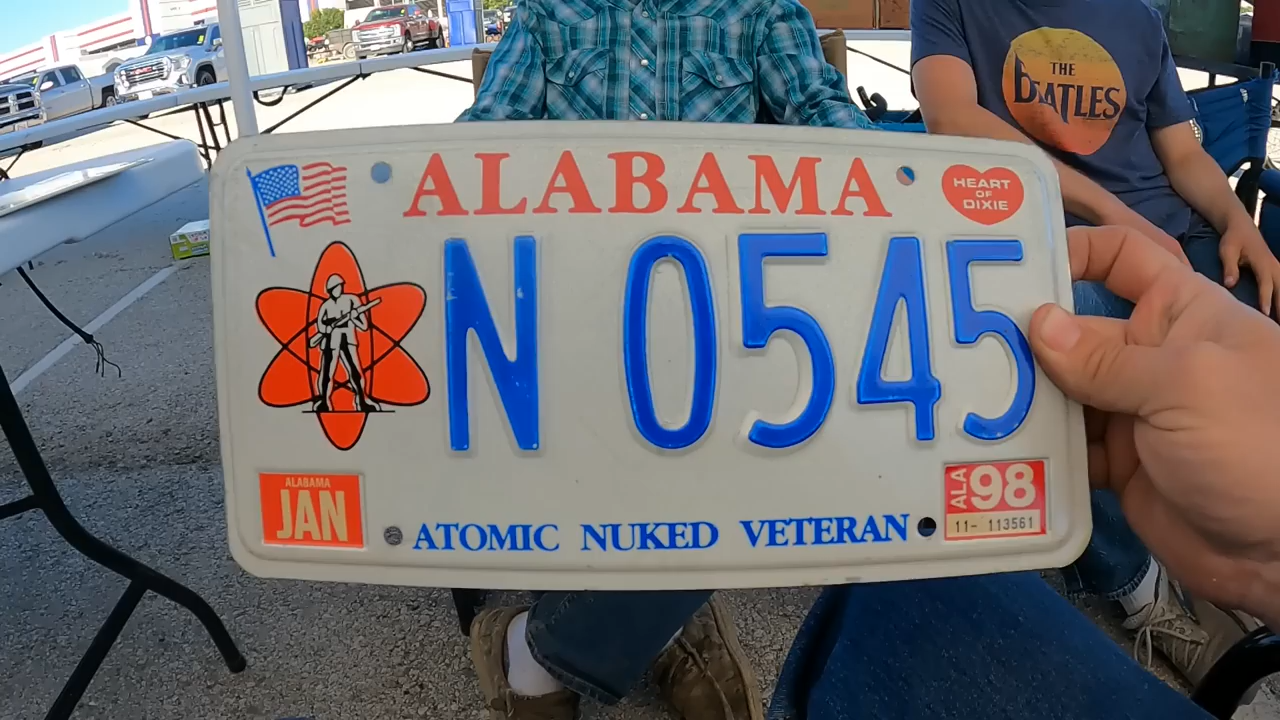 ALABAMA
HEART
OF
DIXIE
N 0545
ALABAMA
JAN
ATOMIC NUKED VETERAN
ALA 98
11- 113561
THE
BEATLES